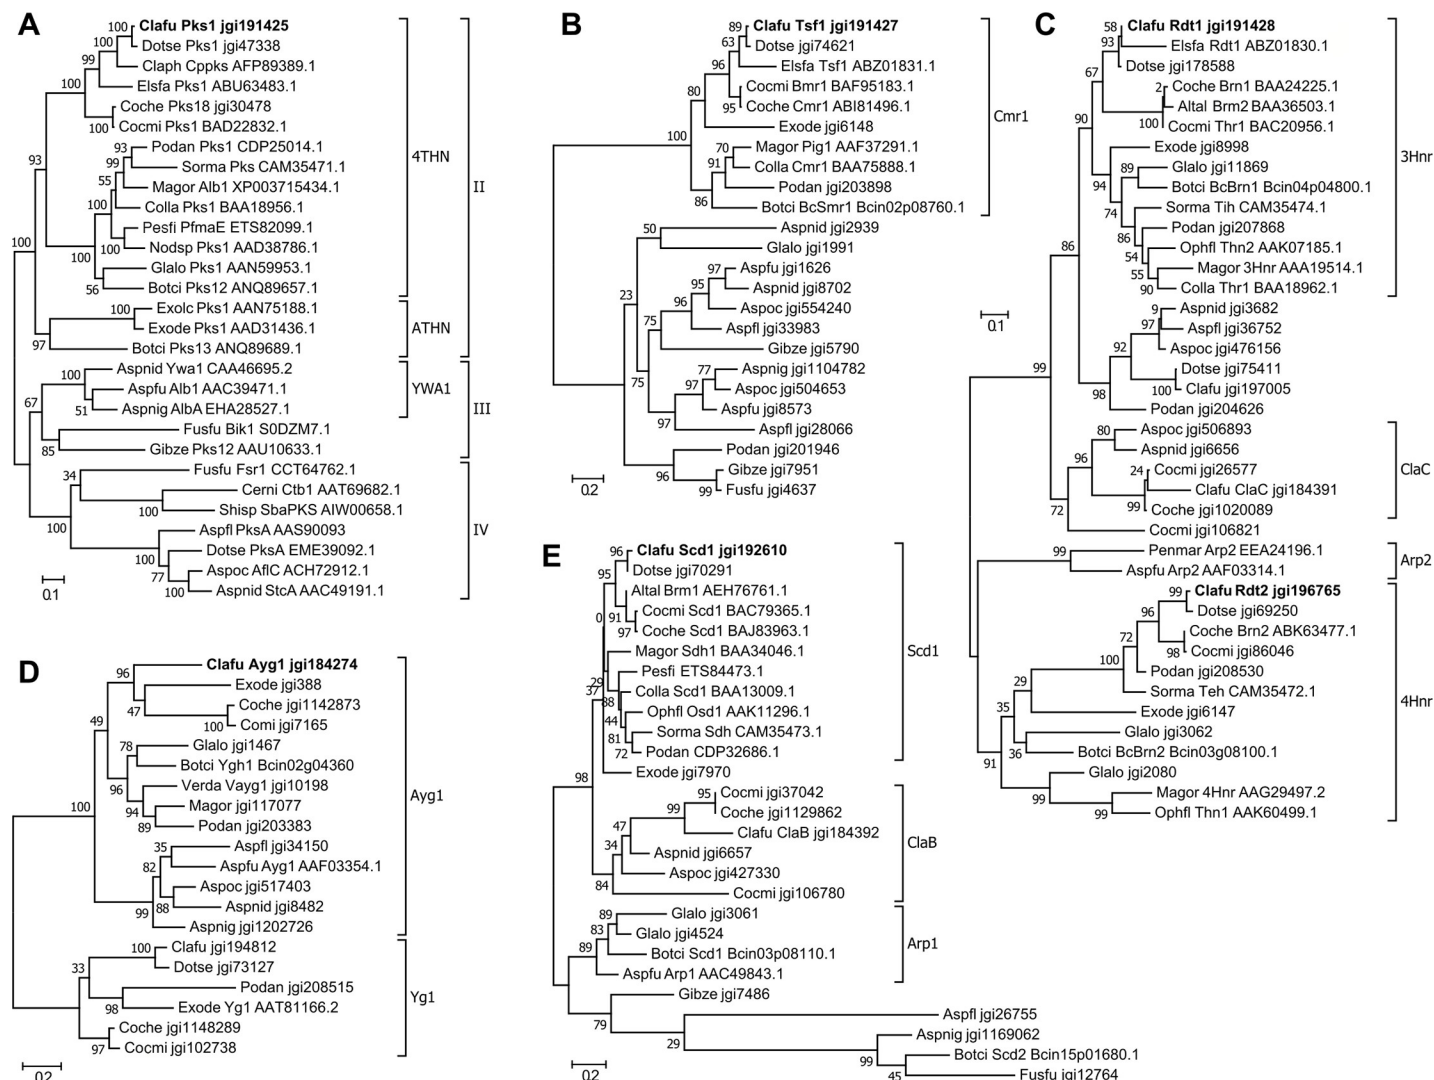 A
Clafu Pks1 jgi191425
Dotse Pks1 jgi47338
Claph Cppks AFP89389.1
Elsfa Pks1 ABU63483.1
Coche Pks18 jgi30478
Cocmi Pks1 BAD22832.1
Podan Pks1 CDP25014.1
Sorma Pks CAM35471.1
Magor Alb1 XP003715434.1
Colla Pks1 BAA18956.1
Pesfi PfmaE ETS82099.1
Nodsp Pks1 AAD38786.1
Glalo Pks1 AAN59953.1
Botci Pks12 ANQ89657.1
Exolc Pks1 AAN75188.1
Exode Pks1 AAD31436.1
Botci Pks13 ANQ89689.1
Aspnid Ywa1 CAA46695.2
Aspfu Alb1 AAC39471.1
Aspnig AlbA EHA28527.1
Fusfu Bik1 S0DZM7.1
Gibze Pks12 AAU10633.1
Fusfu Fsr1 CCT64762.1
Cerni Ctb1 AAT69682.1
Shisp SbaPKS AIW00658.1
Aspfl PksA AAS90093
Dotse PksA EME39092.1
Aspoc AflC ACH72912.1
Aspnid StcA AAC49191.1
100
100
99
100
100
93
93
99
55
100
100
100
56
100
100
97
100
51
67
85
34
100
100
100
77
100
0.1
4THN
ATHN
YWA1
II
III
IV
B
Clafu Tsf1 jgi191427
Dotse jgi74621
Elsfa Tsf1 ABZ01831.1
Cocmi Bmr1 BAF95183.1
Coche Cmr1 ABI81496.1
Exode jgi6148
Magor Pig1 AAF37291.1
Colla Cmr1 BAA75888.1
Podan jgi203898
Botci BcSmr1 Bcin02p08760.1
Aspnid jgi2939
Glalo jgi1991
Aspfu jgi1626
Aspnid jgi8702
Aspoc jgi554240
Aspfl jgi33983
Gibze jgi5790
Aspnig jgi1104782
Aspoc jgi504653
Aspfu jgi8573
Aspfl jgi28066
Podan jgi201946
Gibze jgi7951
Fusfu jgi4637
89
63
96
95
80
100
70
91
86
50
23
97
95
96
75
75
77
97
97
96
99
0.2
Cmr1
C
Clafu Rdt1 jgi191428
Elsfa Rdt1 ABZ01830.1
Dotse jgi178588
Coche Brn1 BAA24225.1
Altal Brm2 BAA36503.1
Cocmi Thr1 BAC20956.1
Exode jgi8998
Glalo jgi11869
Botci BcBrn1 Bcin04p04800.1
Sorma Tih CAM35474.1
Podan jgi207868
Ophfl Thn2 AAK07185.1
Magor 3Hnr AAA19514.1
Colla Thr1 BAA18962.1
Aspnid jgi3682
Aspfl jgi36752
Aspoc jgi476156
Dotse jgi75411
Clafu jgi197005
Podan jgi204626
Aspoc jgi506893
Aspnid jgi6656
Cocmi jgi26577
Clafu ClaC jgi184391
Coche jgi1020089
Cocmi jgi106821
Penmar Arp2 EEA24196.1
Aspfu Arp2 AAF03314.1
Clafu Rdt2 jgi196765
Dotse jgi69250
Coche Brn2 ABK63477.1
Cocmi jgi86046
Podan jgi208530
Sorma Teh CAM35472.1
Exode jgi6147
Glalo jgi3062
Botci BcBrn2 Bcin03g08100.1
Glalo jgi2080
Magor 4Hnr AAG29497.2
Ophfl Thn1 AAK60499.1
58
93
67
2
100
90
94
89
74
86
54
55
90
86
9
97
92
100
98
99
80
96
24
99
72
99
99
96
98
72
100
29
35
36
91
99
99
0.1
3Hnr
ClaC
Arp2
4Hnr
D
Clafu Ayg1 jgi184274
Exode jgi388
Coche jgi1142873
Comi jgi7165
Glalo jgi1467
Botci Ygh1 Bcin02g04360
Verda Vayg1 jgi10198
Magor jgi117077
Podan jgi203383
Aspfl jgi34150
Aspfu Ayg1 AAF03354.1
Aspoc jgi517403
Aspnid jgi8482
Aspnig jgi1202726
Clafu jgi194812
Dotse jgi73127
Podan jgi208515
Exode Yg1 AAT81166.2
Coche jgi1148289
Cocmi jgi102738
96
47
100
49
78
96
94
89
100
35
82
88
99
100
33
98
97
0.2
Ayg1
Yg1
E
Clafu Scd1 jgi192610
Dotse jgi70291
Altal Brm1 AEH76761.1
Cocmi Scd1 BAC79365.1
Coche Scd1 BAJ83963.1
Magor Sdh1 BAA34046.1
Pesfi ETS84473.1
Colla Scd1 BAA13009.1
Ophfl Osd1 AAK11296.1
Sorma Sdh CAM35473.1
Podan CDP32686.1
Exode jgi7970
Cocmi jgi37042
Coche jgi1129862
Clafu ClaB jgi184392
Aspnid jgi6657
Aspoc jgi427330
Cocmi jgi106780
Glalo jgi3061
Glalo jgi4524
Botci Scd1 Bcin03p08110.1
Aspfu Arp1 AAC49843.1
Gibze jgi7486
Aspfl jgi26755
Aspnig jgi1169062
Botci Scd2 Bcin15p01680.1
Fusfu jgi12764
96
95
0
91
97
29
37
44
81
72
98
95
99
47
34
84
89
83
89
79
29
99
45
0.2
Scd1
ClaB
Arp1